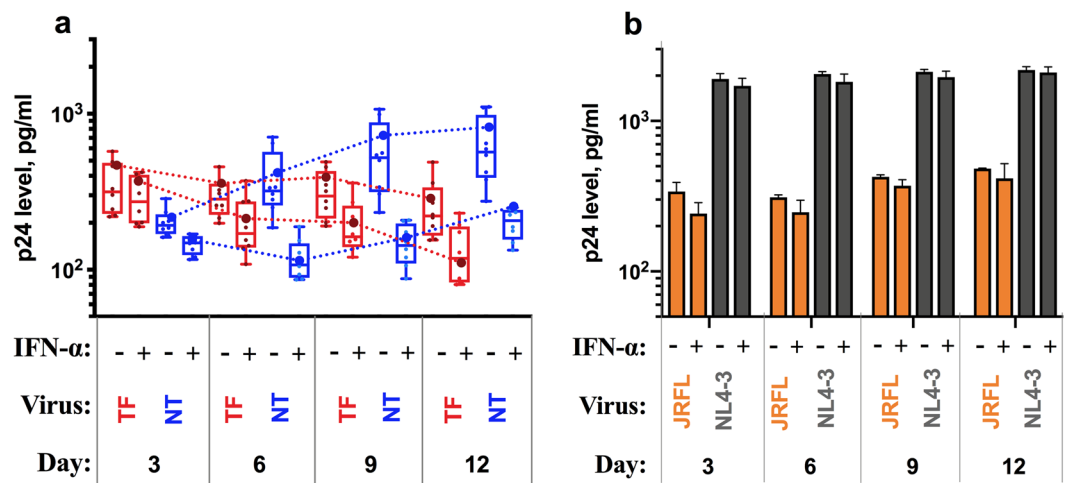 a
p24 level, pg/ml
10³
10²
IFN-α: - + - + - + - + - + - + - + - +
Virus: TF NT TF NT TF NT TF NT
Day: 3 6 9 12
b
p24 level, pg/ml
10³
10²
IFN-α: - + - + - + - + - + - + - + - +
Virus: JRFL NL4-3 JRFL NL4-3 JRFL NL4-3 JRFL NL4-3
Day: 3 6 9 12